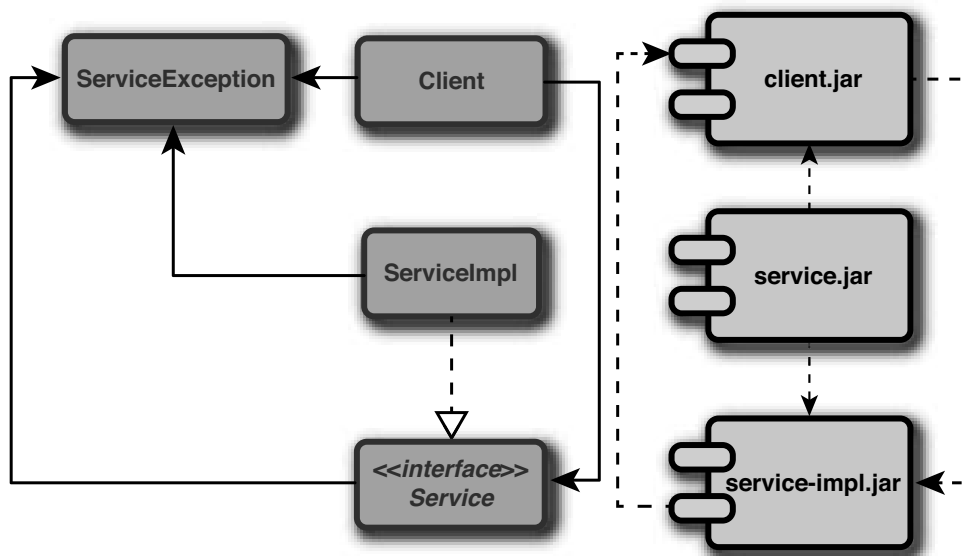 ServiceException
Client
ServiceImpl
<<interface>>
Service
client.jar
service.jar
service-impl.jar